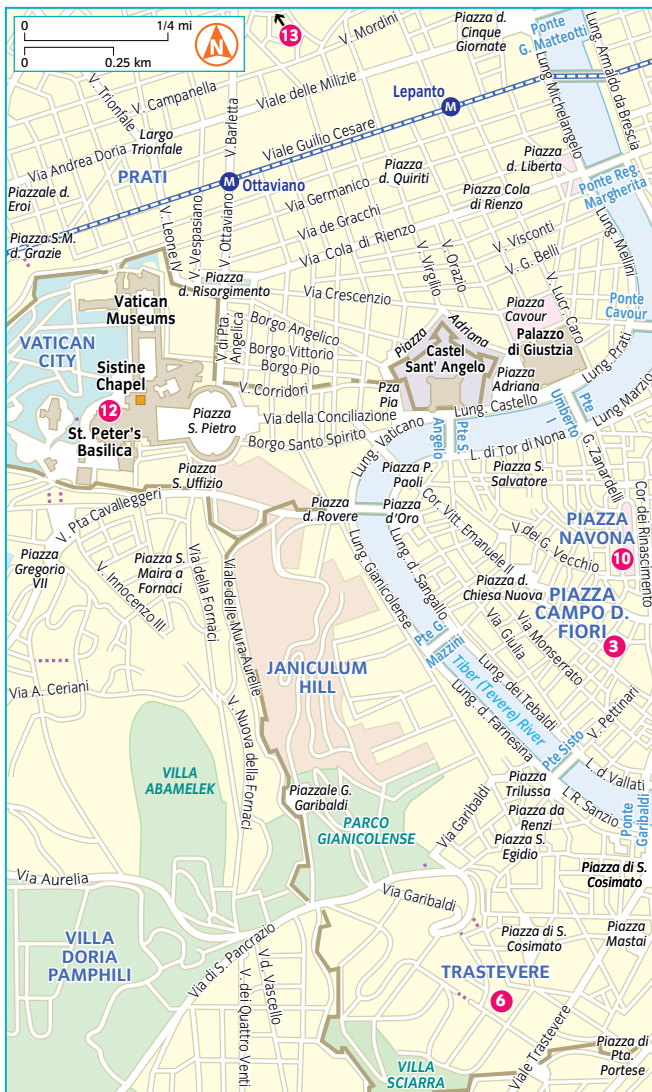 0
1/4 mi
0
0.25 km
N
13
V. Mordini
Piazza d.
Cinque
Giornate
Ponte
G. Matteotti
Lung. Arnaldo da Brescia
Lung. Michelangelo
V. Trionfale
V. Campanella
Viale delle Milizie
Lepanto
M
Largo
Trionfale
V. Barletta
Viale Guilio Cesare
Via Andrea Doria
PRATI
M
Ottaviano
Piazza
d. Quiriti
Piazza
d. Liberta
Ponte Reg.
Margherita
Piazzale d.
Eroi
Via Germanico
Piazza Cola
di Rienzo
Piazza S.M.
d. Grazie
V. Leone IV
V. Vespasiano
V. Ottaviano
Via de Gracchi
Via Cola di Rienzo
V. Visconti
V. G. Belli
Lung. Mellini
V. Virgilio
V. Orazio
Piazza
d. Risorgimento
Via Crescenzio
Piazza
Cavour
V. Lucr. Caro
Ponte
Cavour
Vatican
Museums
VATICAN
CITY
V. di Pta.
Angelica
Borgo Angelico
Borgo Vittorio
Borgo Pio
Piazza
Adriana
Castel
Sant' Angelo
Palazzo
di Giustzia
Sistine
Chapel
12
St. Peter's
Basilica
Piazza
S. Pietro
V. Corridori
Pza
Pia
Piazza
Adriana
Lung. Prati
Via della Conciliazione
Lung. Castello
Lung. Marzio
Borgo Santo Spirito
Lung. Vaticano
Pte S.
Angelo
Pte
Umberto
I
L. di Tor di Nona
Piazza
S. Uffizio
Piazza P.
Paoli
Piazza S.
Salvatore
G. Zanardelli
V. Pta Cavalleggeri
Piazza
d. Rovere
Piazza
d'Oro
Cor. Vitt. Emanuele II
V. dei G. Vecchio
PIAZZA
NAVONA
10
Cor. dei Rinascimento
Piazza
Gregorio
VII
Piazza S.
Maira a
Fornaci
V. Innocenzo III
Via della Fornaci
Viale delle Mura Aurelie
Lung. Gianicolense
Lung. d. Sangallo
Piazza d.
Chiesa Nuova
PIAZZA
CAMPO D.
FIORI
3
Via Giulia
Via Monserrato
Pte G.
Mazzini
JANICULUM
HILL
Tiber (Tevere) River
Lung. dei Tebaldi
Lung. d. Farnesina
V. Pettinari
Via A. Ceriani
V. Nuova della Fornaci
Pte Sisto
VILLA
ABAMELEK
Piazzale G.
Garibaldi
PARCO
GIANICOLENSE
Via Garibaldi
Piazza
Trilussa
L. d. Vallati
L.R. Sanzio
Ponte
Garibaldi
Piazza da
Renzi
Piazza S.
Egidio
Piazza di S.
Cosimato
Via Aurelia
Via Garibaldi
Piazza di S.
Cosimato
Piazza
Mastai
VILLA
DORIA
PAMPHILI
Via di S. Pancrazio
V.d. Vascello
V. dei Quattro Venti
TRASTEVERE
6
Viale Trastevere
Piazza di
Pta.
Portese
VILLA
SCIARRA